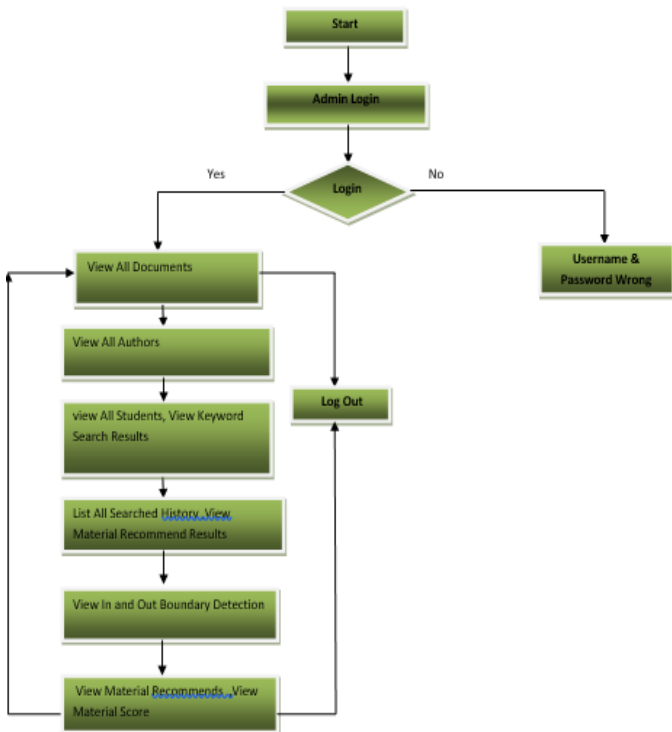 Start
Admin Login
Login
Yes
No
Username &
Password Wrong
View All Documents
View All Authors
view All Students, View Keyword
Search Results
Log Out
List All Searched History ,View
Material Recommend Results
View In and Out Boundary Detection
View Material Recommends ,,View
Material Score